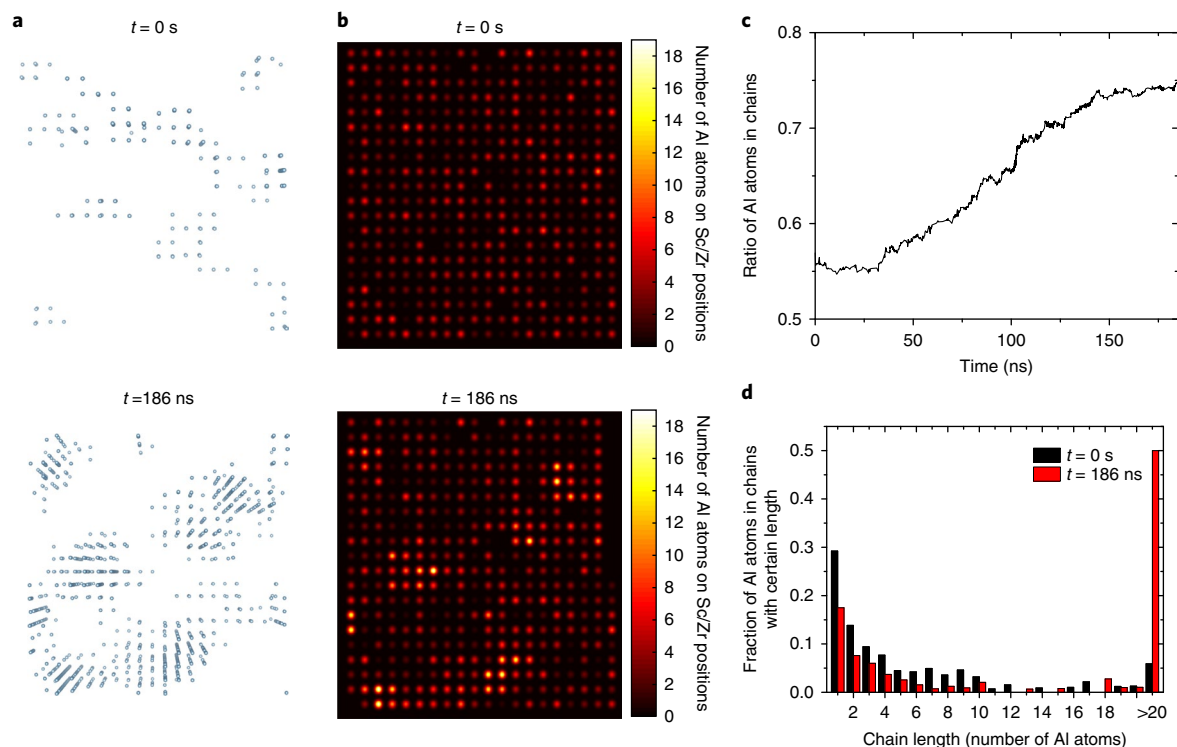 a
t = 0 s
t =186 ns
b
t = 0 s
18
16
14
12
10
8
6
4
2
0
Number of Al atoms on Sc/Zr positions
t = 186 ns
18
16
14
12
10
8
6
4
2
0
Number of Al atoms on Sc/Zr positions
c
0.8
0.7
0.6
0.5
Ratio of Al atoms in chains
0 50 100 150
Time (ns)
d
t = 0 s
t = 186 ns
0.5
0.4
0.3
0.2
0.1
0.0
Fraction of Al atoms in chains
with certain length
2 4 6 8 10 12 14 16 18 >20
Chain length (number of Al atoms)